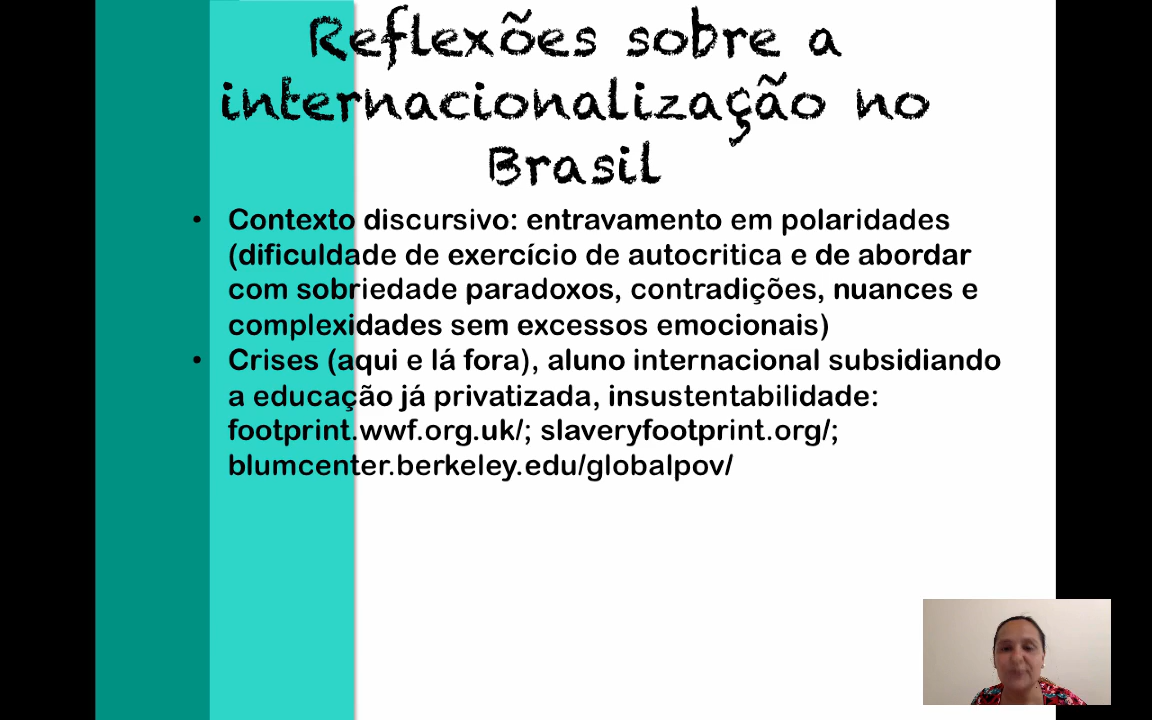 Reflexões sobre a
internacionalização no
Brasil
• Contexto discursivo: entravamento em polaridades
(dificuldade de exercício de autocritica e de abordar
com sobriedade paradoxos, contradições, nuances e
complexidades sem excessos emocionais)
• Crises (aqui e lá fora), aluno internacional subsidiando
a educação já privatizada, insustentabilidade:
footprint.wwf.org.uk/; slaveryfootprint.org/;
blumcenter.berkeley.edu/globalpov/